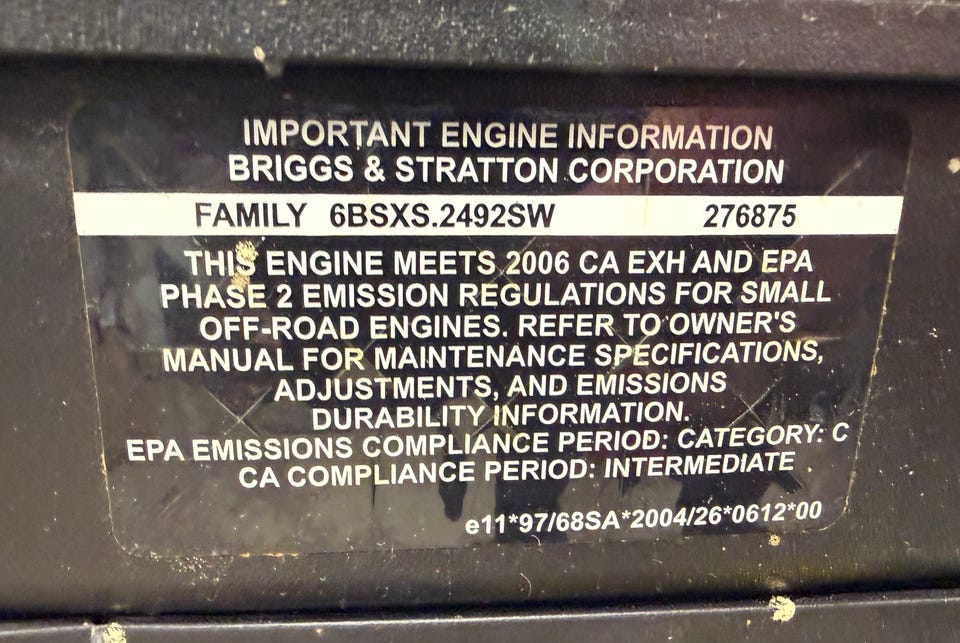 IMPORTANT ENGINE INFORMATION
BRIGGS & STRATTON CORPORATION
FAMILY 6BSXS.2492SW 276875
THIS ENGINE MEETS 2006 CA EXH AND EPA
PHASE 2 EMISSION REGULATIONS FOR SMALL
OFF-ROAD ENGINES. REFER TO OWNER'S
MANUAL FOR MAINTENANCE SPECIFICATIONS,
ADJUSTMENTS, AND EMISSIONS
DURABILITY INFORMATION.
EPA EMISSIONS COMPLIANCE PERIOD: CATEGORY: C
CA COMPLIANCE PERIOD: INTERMEDIATE
e11*97/68SA*2004/26*0612*00